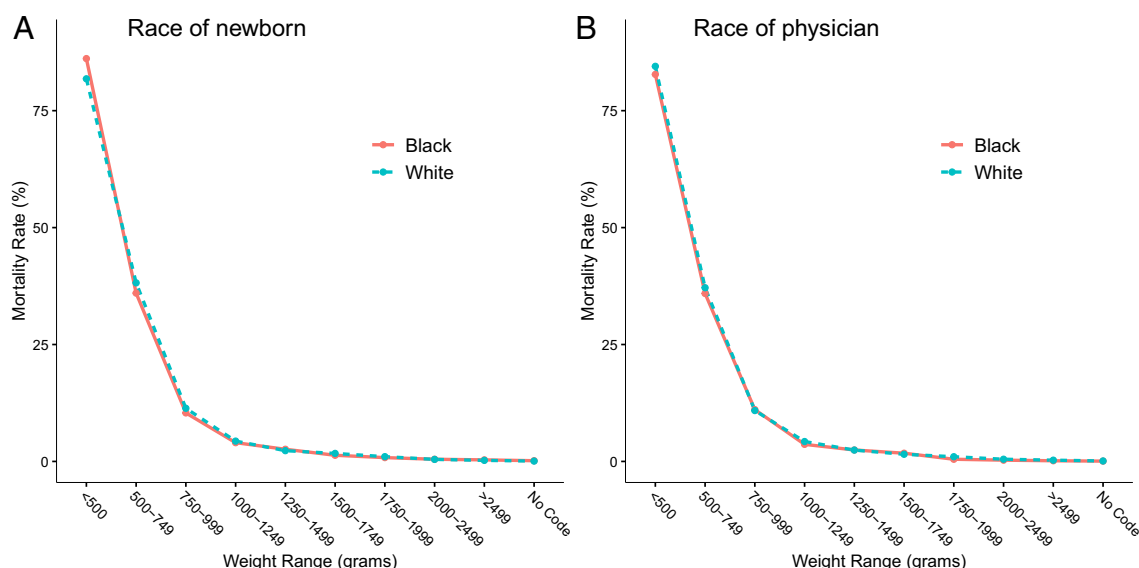 A
Race of newborn
Mortality Rate (%)
75
50
25
0
Black
White
<500
500−749
750−999
1000−1249
1250−1499
1500−1749
1750−1999
2000−2499
>2499
No Code
Weight Range (grams)
B
Race of physician
Mortality Rate (%)
75
50
25
0
Black
White
<500
500−749
750−999
1000−1249
1250−1499
1500−1749
1750−1999
2000−2499
>2499
No Code
Weight Range (grams)